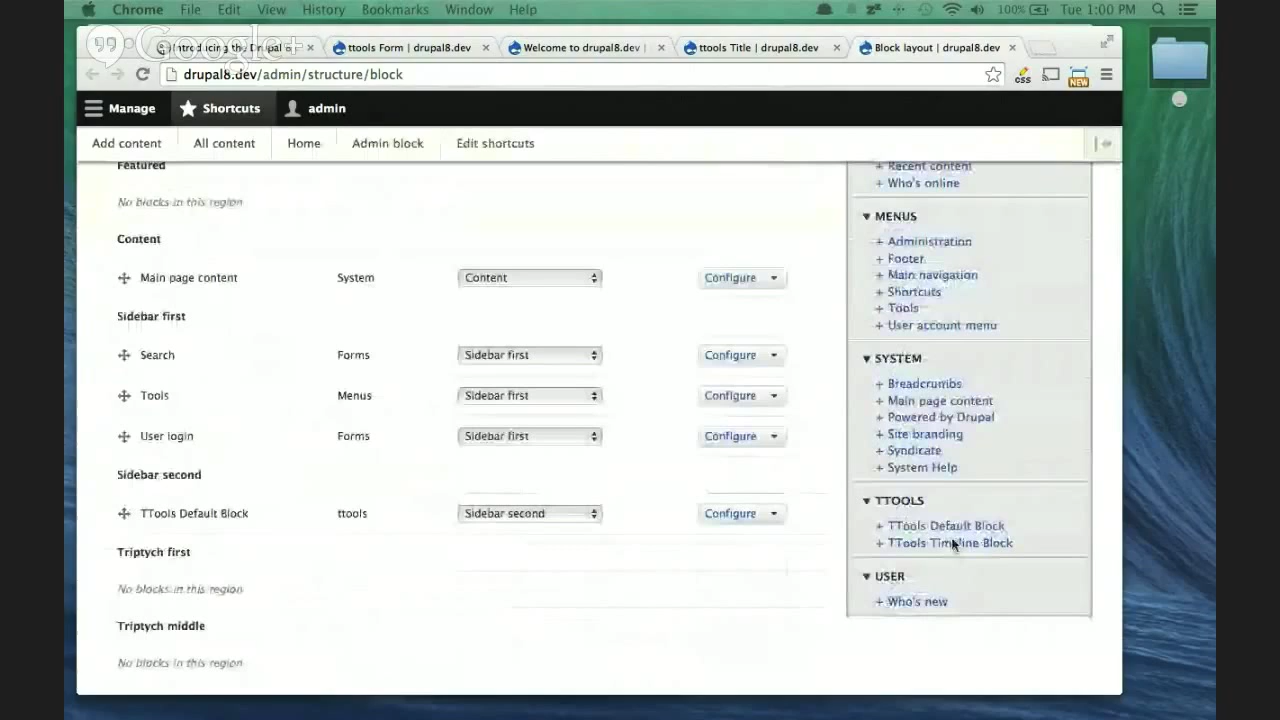 Chrome File Edit View History Bookmarks Window Help 100% Tue 1:00 PM
Google+
Introducing the Drupal ttools Form | drupal8.dev Welcome to drupal8.dev | ttools Title | drupal8.dev Block layout | drupal8.dev
drupal8.dev/admin/structure/block
css
NEW
Manage Shortcuts admin
Add content All content Home Admin block Edit shortcuts
Featured
No blocks in this region
Content
Main page content System Content Configure
Sidebar first
Search Forms Sidebar first Configure
Tools Menus Sidebar first Configure
User login Forms Sidebar first Configure
Sidebar second
TTools Default Block ttools Sidebar second Configure
Triptych first
No blocks in this region
Triptych middle
No blocks in this region
+ Recent content
+ Who's online
MENUS
+ Administration
+ Footer
+ Main navigation
+ Shortcuts
+ Tools
+ User account menu
SYSTEM
+ Breadcrumbs
+ Main page content
+ Powered by Drupal
+ Site branding
+ Syndicate
+ System Help
TTOOLS
+ TTools Default Block
+ TTools Timeline Block
USER
+ Who's new